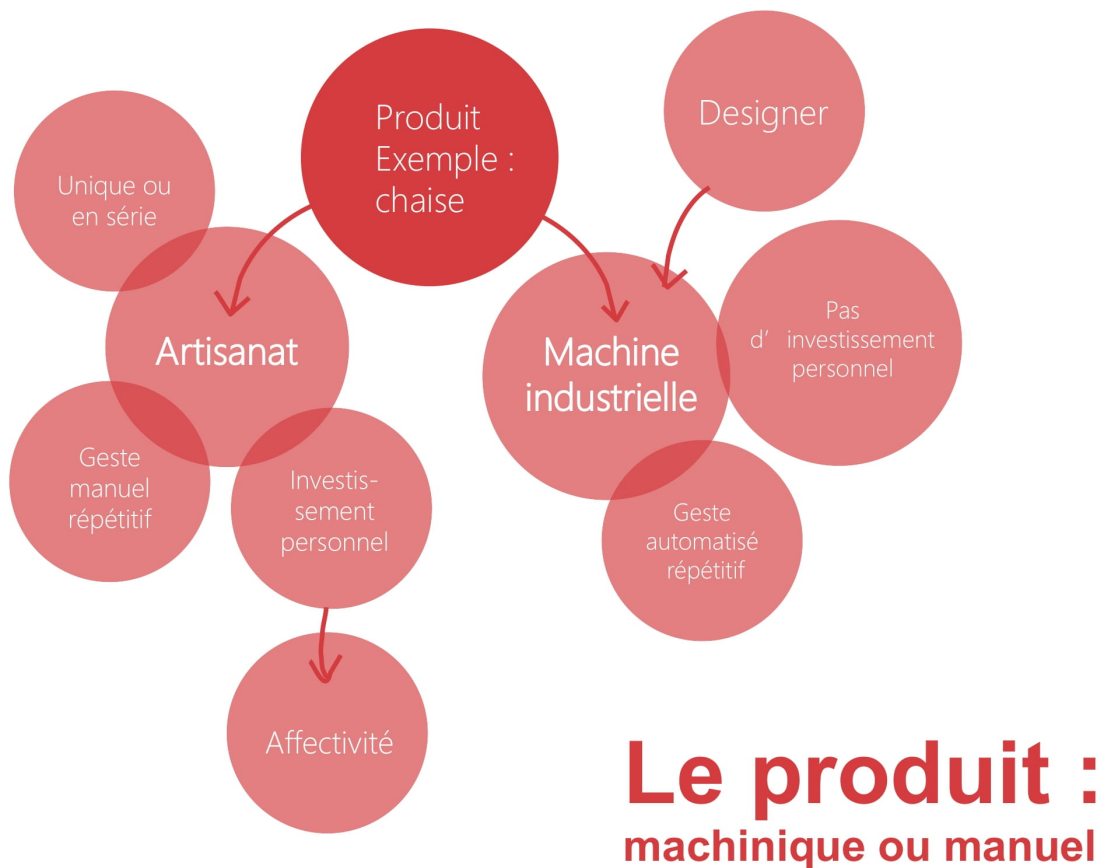 Produit
Exemple :
chaise
Designer
Unique ou
en série
Artisanat
Machine
industrielle
Pas
d’ investissement
personnel
Geste
manuel
répétitif
Investis-
sement
personnel
Geste
automatisé
répétitif
Affectivité
Le produit :
machinique ou manuel